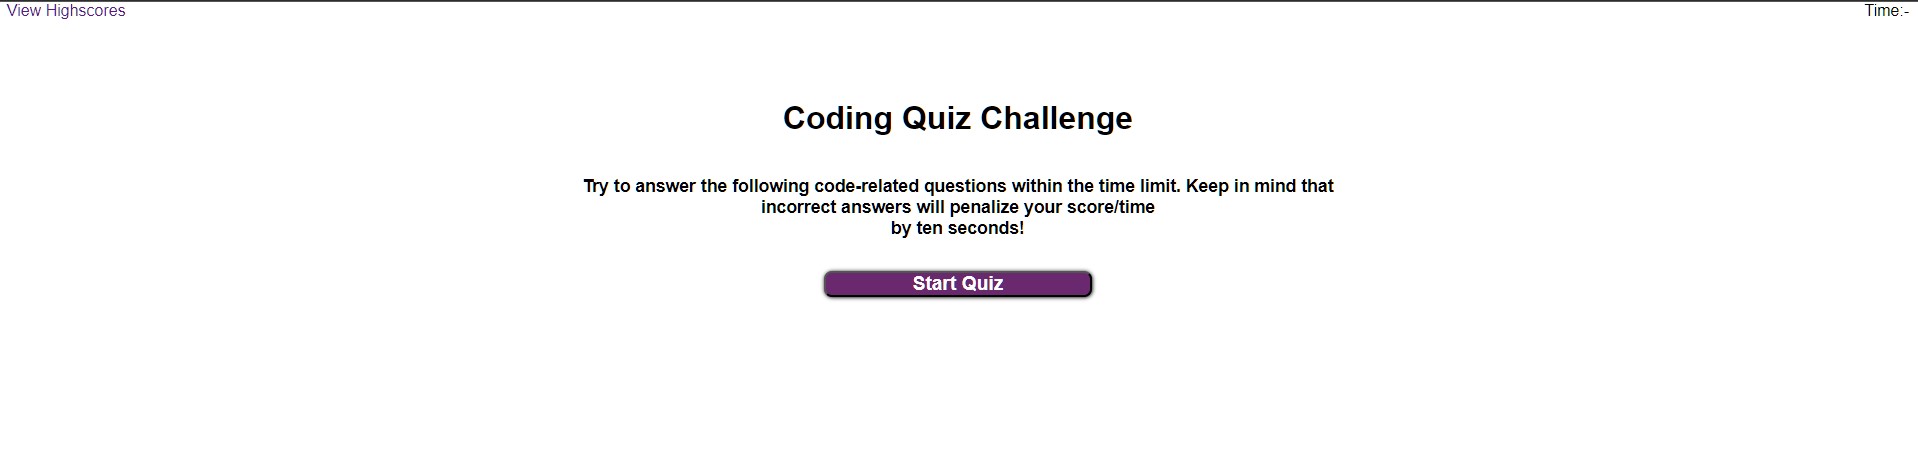 View Highscores
Time:-
Coding Quiz Challenge
Try to answer the following code-related questions within the time limit. Keep in mind that
incorrect answers will penalize your score/time
by ten seconds!
Start Quiz